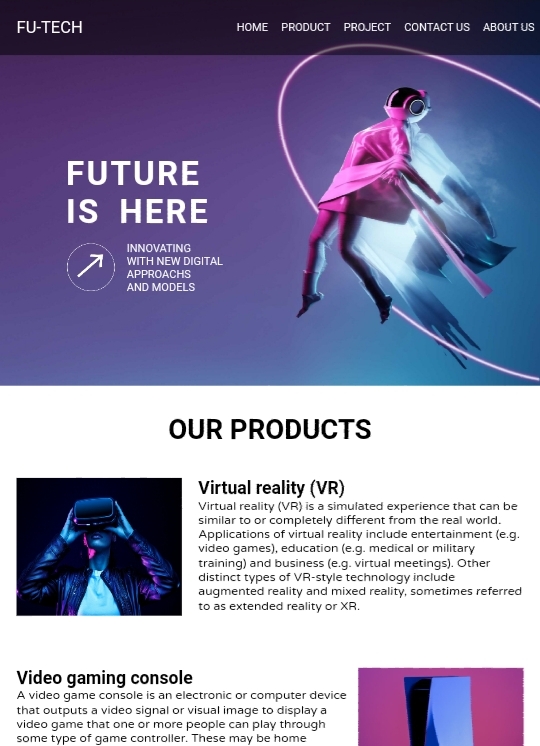 FU-TECH
HOME PRODUCT PROJECT CONTACT US ABOUT US
FUTURE
IS HERE
INNOVATING
WITH NEW DIGITAL
APPROACHS
AND MODELS
OUR PRODUCTS
Virtual reality (VR)
Virtual reality (VR) is a simulated experience that can be
similar to or completely different from the real world.
Applications of virtual reality include entertainment (e.g.
video games), education (e.g. medical or military
training) and business (e.g. virtual meetings). Other
distinct types of VR-style technology include
augmented reality and mixed reality, sometimes referred
to as extended reality or XR.
Video gaming console
A video game console is an electronic or computer device
that outputs a video signal or visual image to display a
video game that one or more people can play through
some type of game controller. These may be home